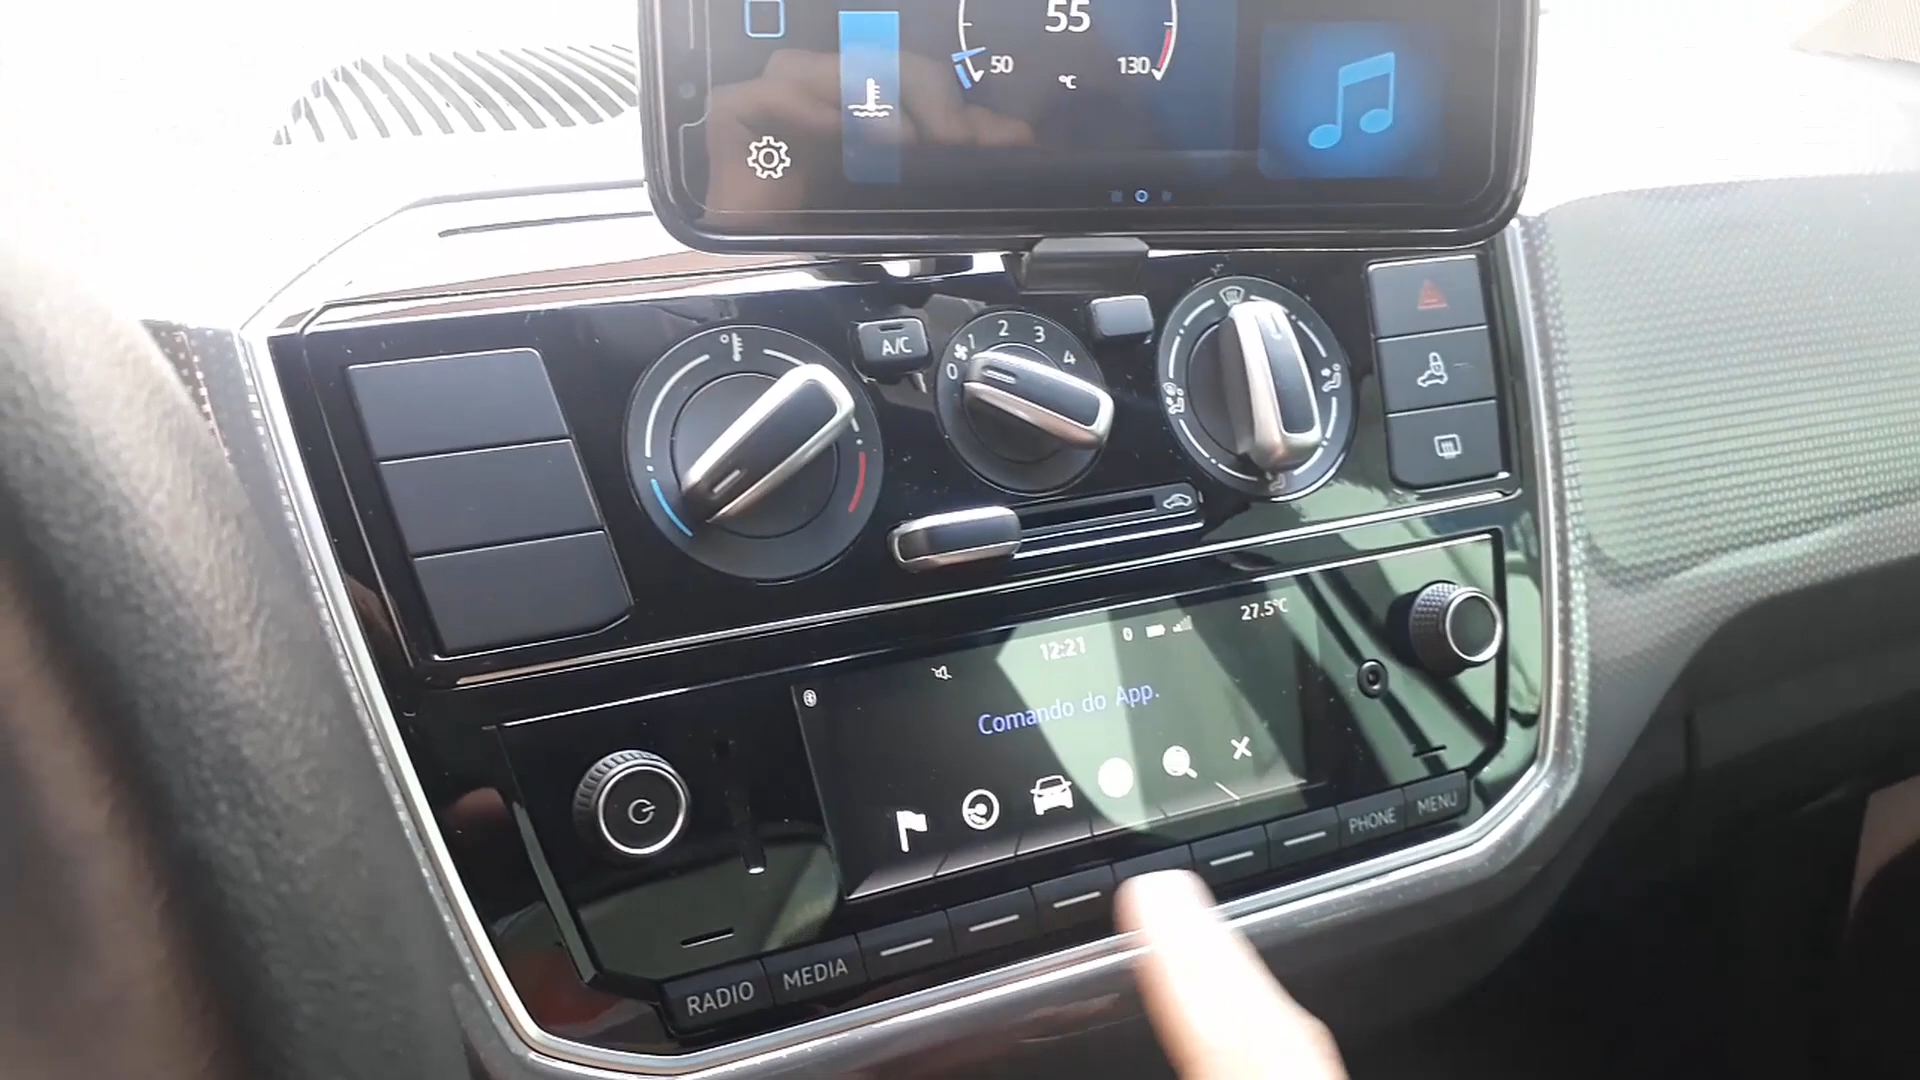 55
50
130
°C
A/C
0
1
2
3
4
27.5°C
12:21
Comando do App.
RADIO
MEDIA
PHONE
MENU